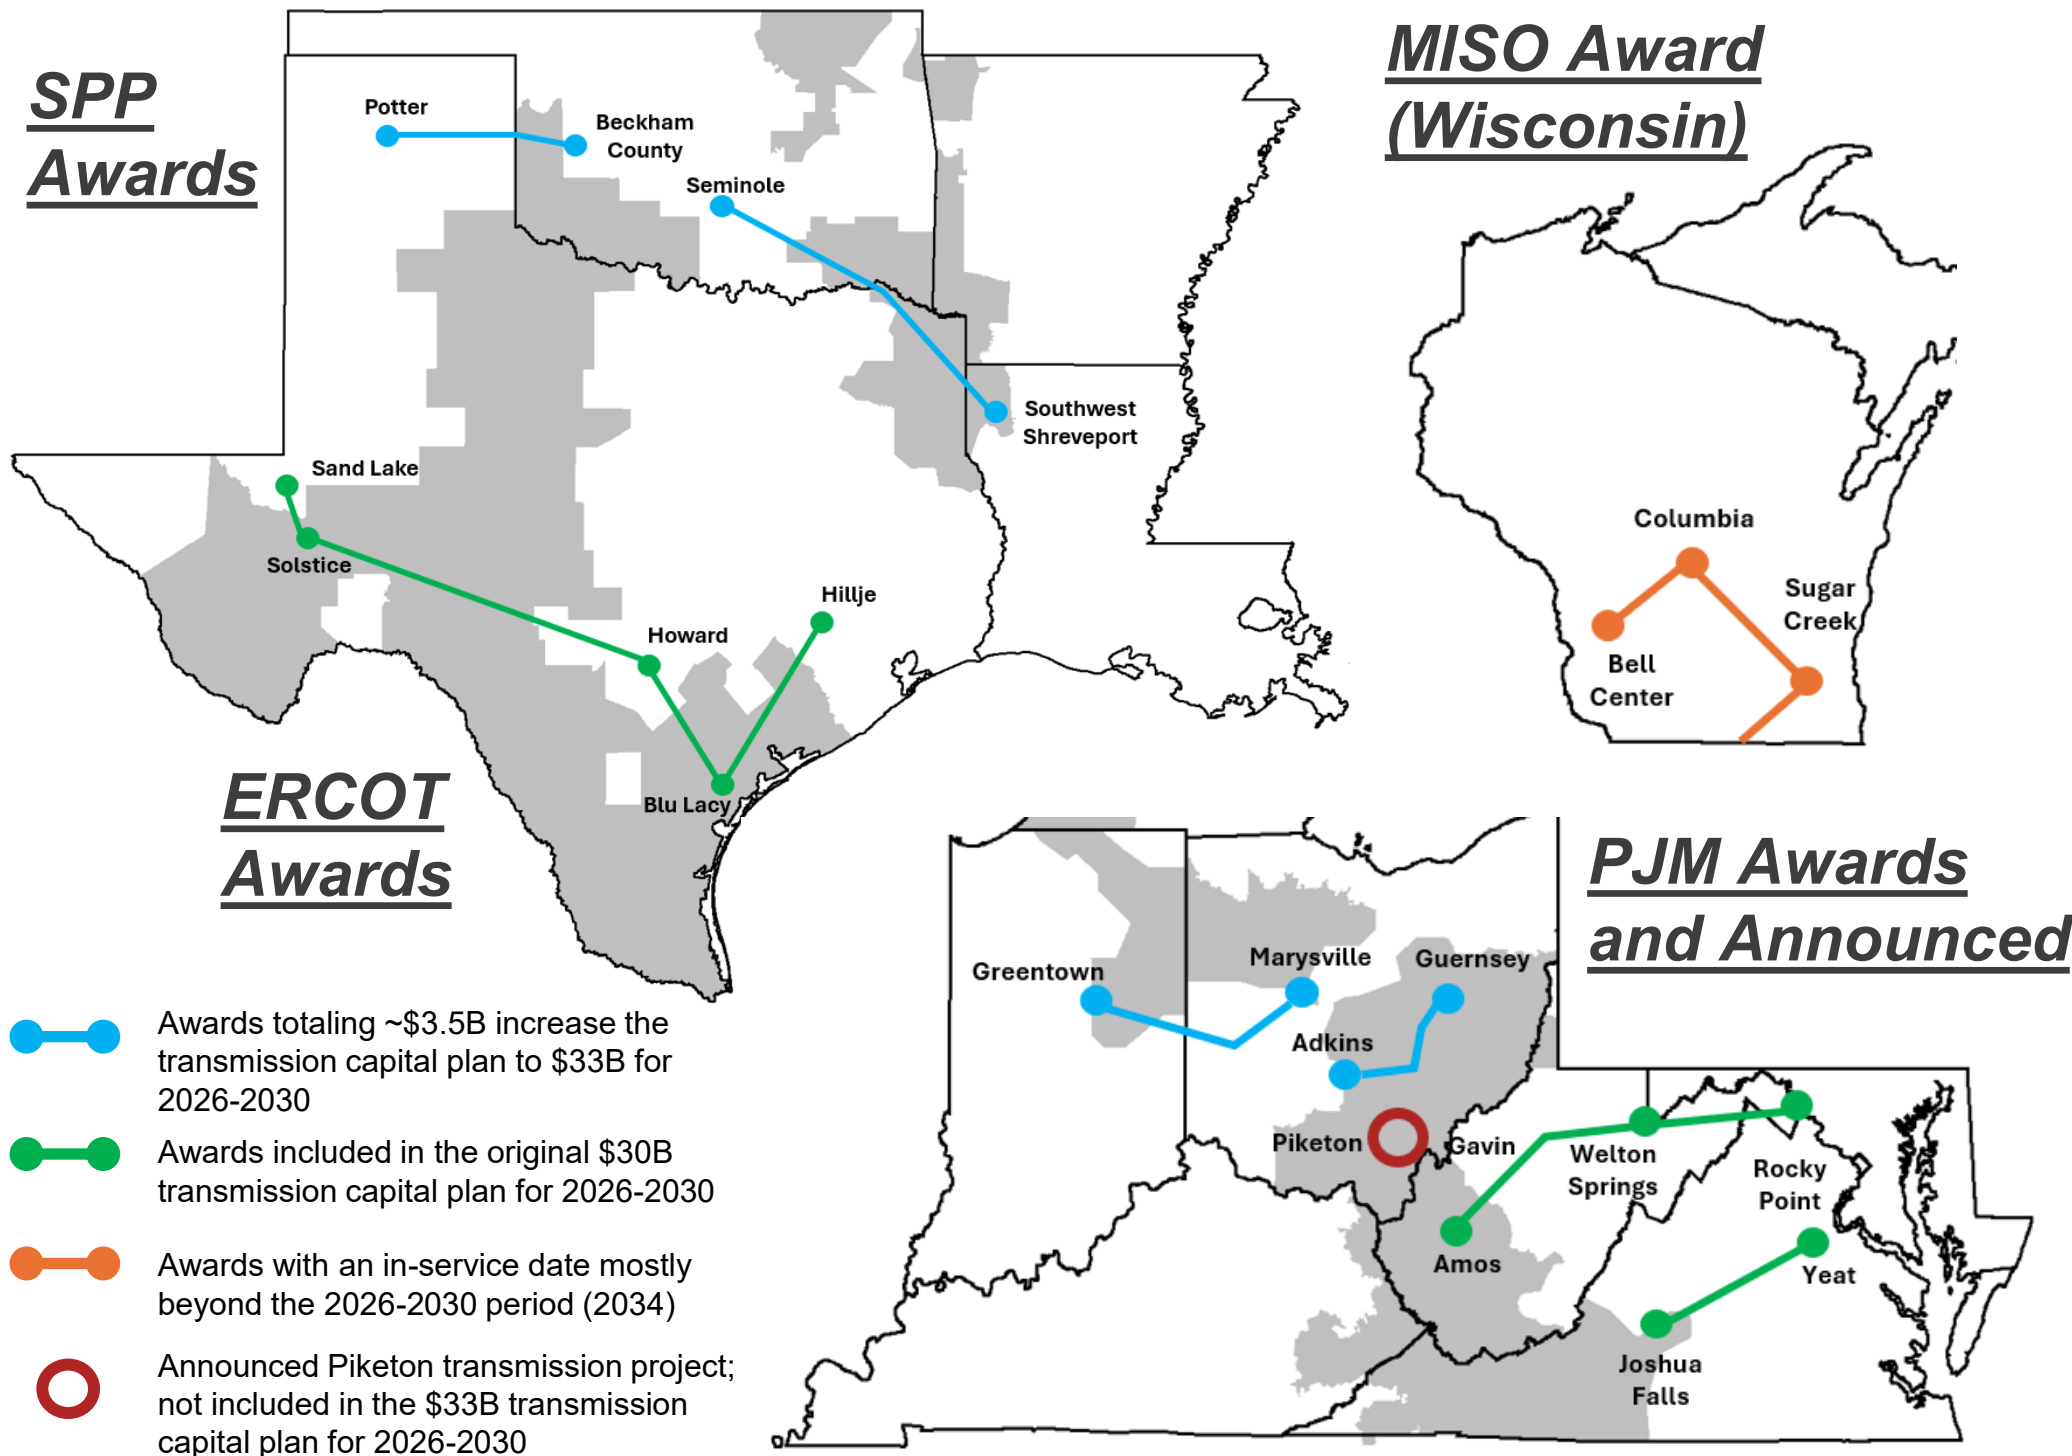 SPP
Awards
Potter
Beckham
County
Seminole
Southwest
Shreveport
Sand Lake
Solstice
Howard
Hillje
Blu Lacy
ERCOT
Awards
MISO Award
(Wisconsin)
Columbia
Sugar
Creek
Bell
Center
PJM Awards
and Announced
Greentown
Marysville
Guernsey
Adkins
Piketon
Gavin
Welton
Springs
Rocky
Point
Amos
Yeat
Joshua
Falls
Awards totaling ~$3.5B increase the
transmission capital plan to $33B for
2026-2030
Awards included in the original $30B
transmission capital plan for 2026-2030
Awards with an in-service date mostly
beyond the 2026-2030 period (2034)
Announced Piketon transmission project;
not included in the $33B transmission
capital plan for 2026-2030